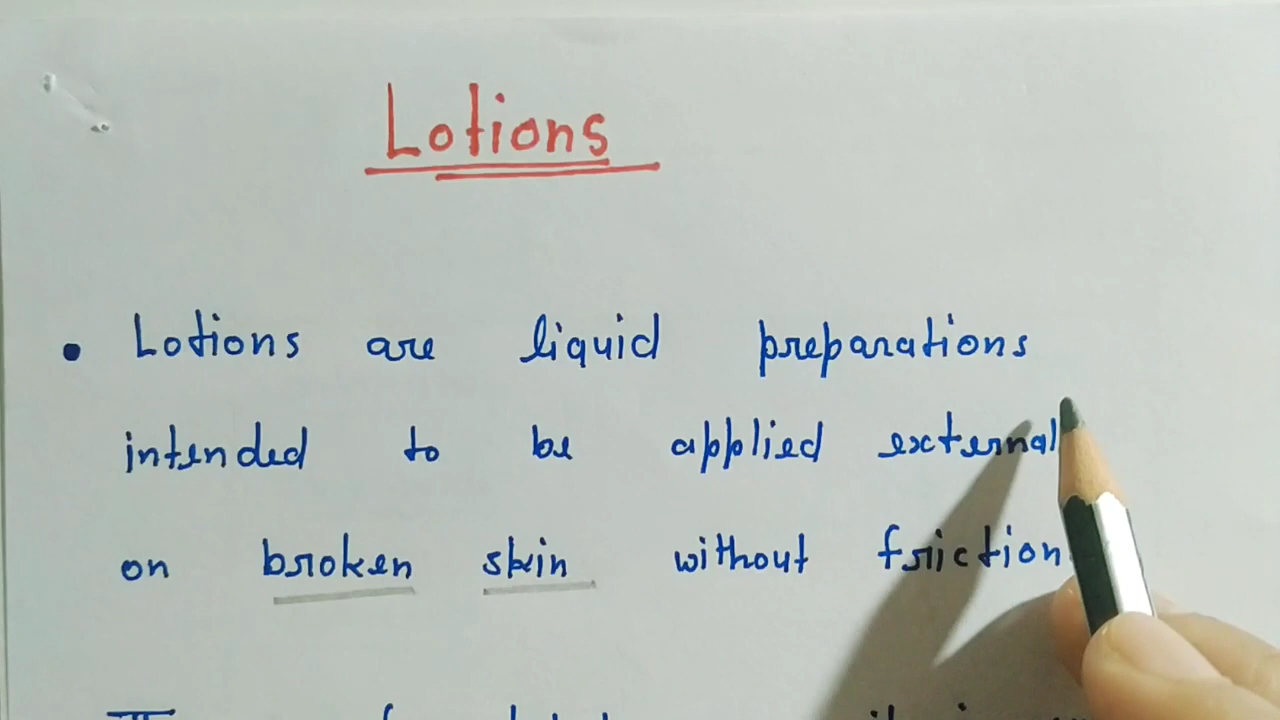 Lotions
• Lotions are liquid preparations
intended to be applied external
on broken skin without friction